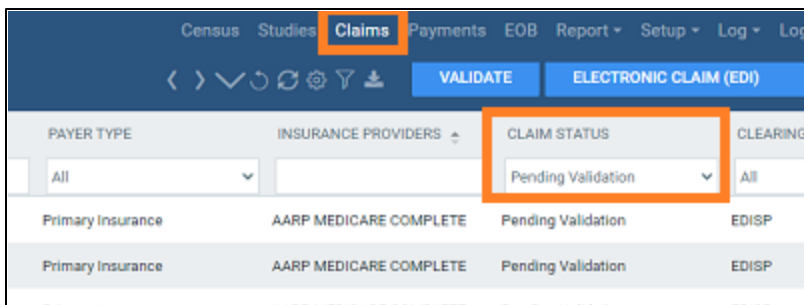 Census Studies Claims Payments EOB Report Setup Log Log
VALIDATE ELECTRONIC CLAIM (EDI)
PAYER TYPE INSURANCE PROVIDERS CLAIM STATUS CLEARING
All Pending Validation All
Primary Insurance AARP MEDICARE COMPLETE Pending Validation EDISP
Primary Insurance AARP MEDICARE COMPLETE Pending Validation EDISP